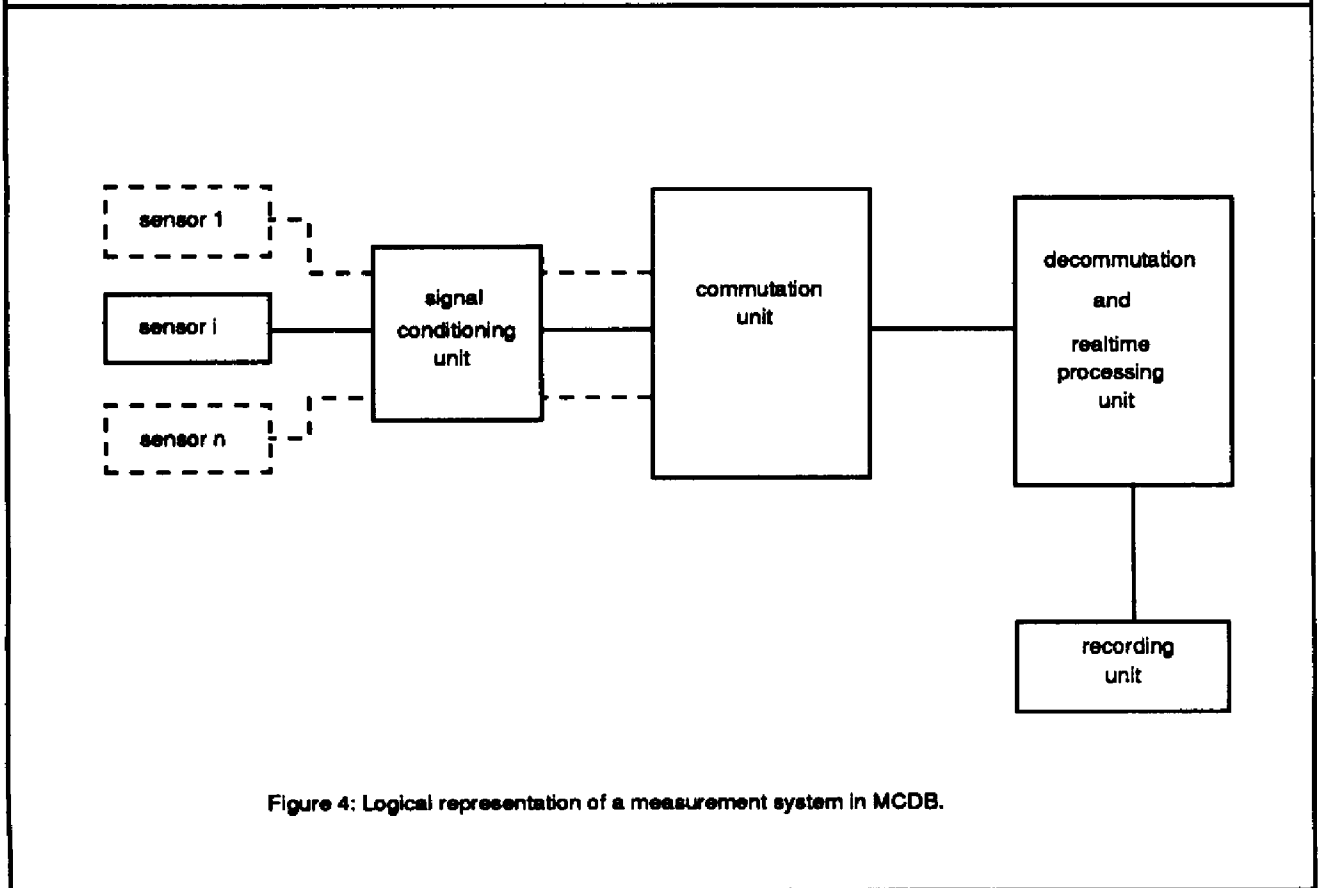 sensor 1
sensor i
sensor n
signal
conditioning
unit
commutation
unit
decommutation
and
realtime
processing
unit
recording
unit
Figure 4: Logical representation of a measurement system in MCDB.